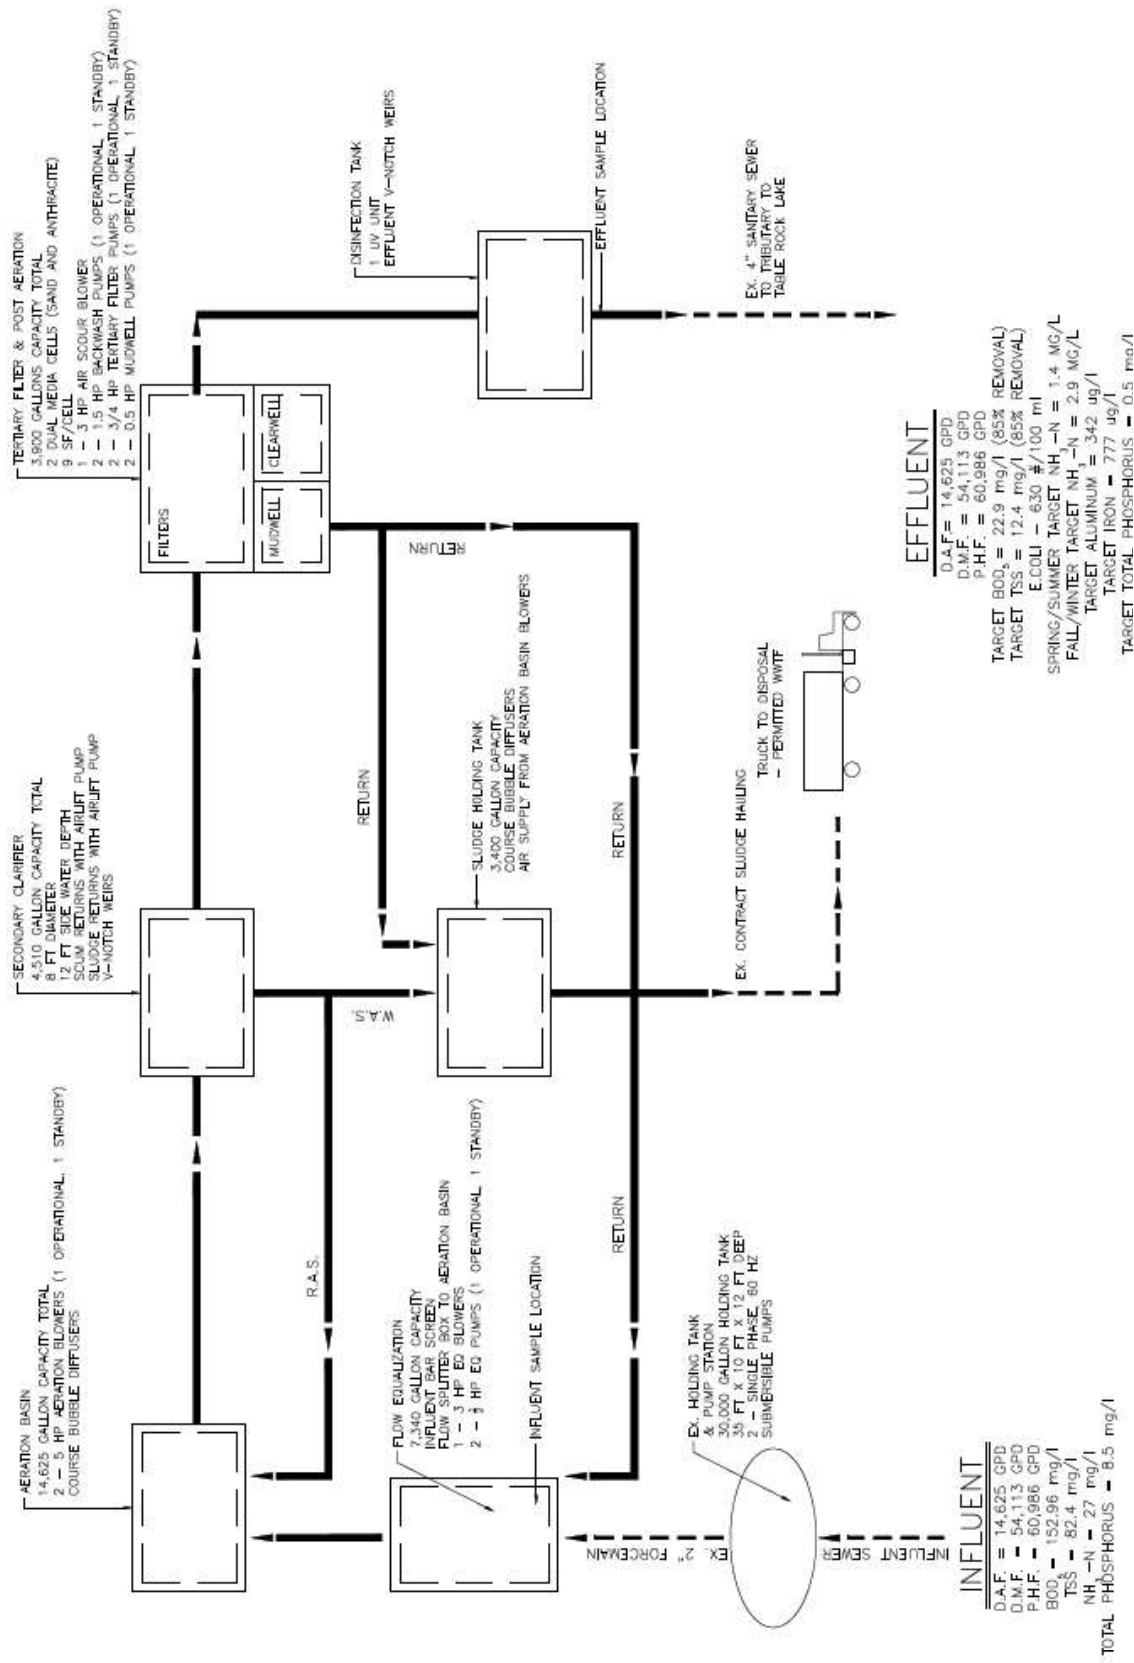 AERATION BASIN
14,625 GALLON CAPACITY TOTAL
2 - 5 HP AERATION BLOWERS (1 OPERATIONAL, 1 STANDBY)
COURSE BUBBLE DIFFUSERS
SECONDARY CLARIFIER
4,510 GALLON CAPACITY TOTAL
8 FT DIAMETER
12 FT SIDE WATER DEPTH
SCUM RETURNS WITH AIRLIFT PUMP
SLUDGE RETURNS WITH AIRLIFT PUMP
V-NOTCH WEIRS
TERTIARY FILTER & POST AERATION
3,900 GALLONS CAPACITY TOTAL
2 DUAL MEDIA CELLS (SAND AND ANTHRACITE)
9 SF/CELL
1 - 3 HP AIR SCOUR BLOWER
2 - 1.5 HP BACKWASH PUMPS (1 OPERATIONAL, 1 STANDBY)
2 - 3/4 HP TERTIARY FILTER PUMPS (1 OPERATIONAL, 1 STANDBY)
2 - 0.5 HP MUDWELL PUMPS (1 OPERATIONAL, 1 STANDBY)
FILTERS
MUDWELL
CLEARWELL
R.A.S.
W.A.S.
RETURN
RETURN
DISINFECTION TANK
1 UV UNIT
EFFLUENT V-NOTCH WEIRS
FLOW EQUALIZATION
7,340 GALLON CAPACITY
INFLUENT BAR SCREEN
FLOW SPLITTER BOX TO AERATION BASIN
1 - 3 HP EQ BLOWERS
2 - HP EQ PUMPS (1 OPERATIONAL, 1 STANDBY)
INFLUENT SAMPLE LOCATION
SLUDGE HOLDING TANK
3,400 GALLON CAPACITY
COURSE BUBBLE DIFFUSERS
AIR SUPPLY FROM AERATION BASIN BLOWERS
EFFLUENT SAMPLE LOCATION
RETURN
RETURN
EX. 2" FORCEMAIN
EX. HOLDING TANK
& PUMP STATION
30,000 GALLON HOLDING TANK
35 FT X 10 FT X 12 FT DEEP
2 - SINGLE PHASE, 60 HZ
SUBMERSIBLE PUMPS
EX. CONTRACT SLUDGE HAULING
TRUCK TO DISPOSAL
- PERMITTED WWTF
EX. 4" SANITARY SEWER
TO TRIBUTARY TO
TABLE ROCK LAKE
INFLUENT SEWER
INFLUENT
D.A.F. = 14,625 GPD
D.M.F. = 54,113 GPD
P.H.F. = 60,986 GPD
BOD5 = 152.96 mg/l
TSS = 82.4 mg/l
NH3-N = 27 mg/l
TOTAL PHOSPHORUS = 8.5 mg/l
EFFLUENT
D.A.F.= 14,625 GPD
D.M.F. = 54,113 GPD
P.H.F. = 60,986 GPD
TARGET BOD5 = 22.9 mg/l (85% REMOVAL)
TARGET TSS = 12.4 mg/l (85% REMOVAL)
E.COLI - 630 #/100 ml
SPRING/SUMMER TARGET NH3-N = 1.4 MG/L
FALL/WINTER TARGET NH3-N = 2.9 MG/L
TARGET ALUMINUM = 342 ug/l
TARGET IRON = 777 ug/l
TARGET TOTAL PHOSPHORUS = 0.5 mg/l